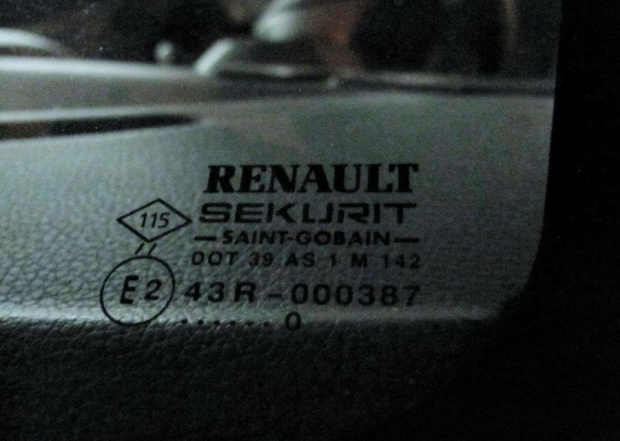 RENAULT
115 SEKURIT
SAINT-GOBAIN
DOT 39 AS 1 M 142
E2 43R-000387
.......0